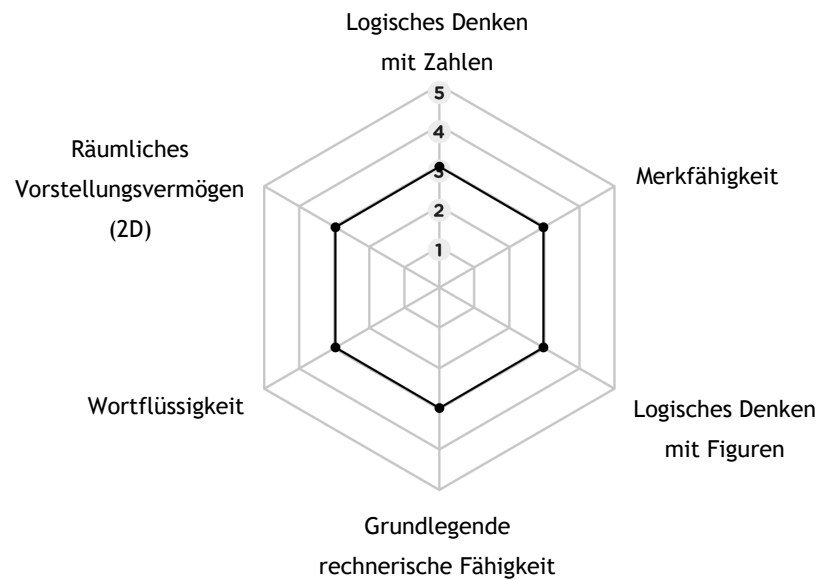 Logisches Denken
mit Zahlen
5
4
3
2
1
Räumliches
Vorstellungsvermögen
(2D)
Merkfähigkeit
Wortflüssigkeit
Logisches Denken
mit Figuren
Grundlegende
rechnerische Fähigkeit